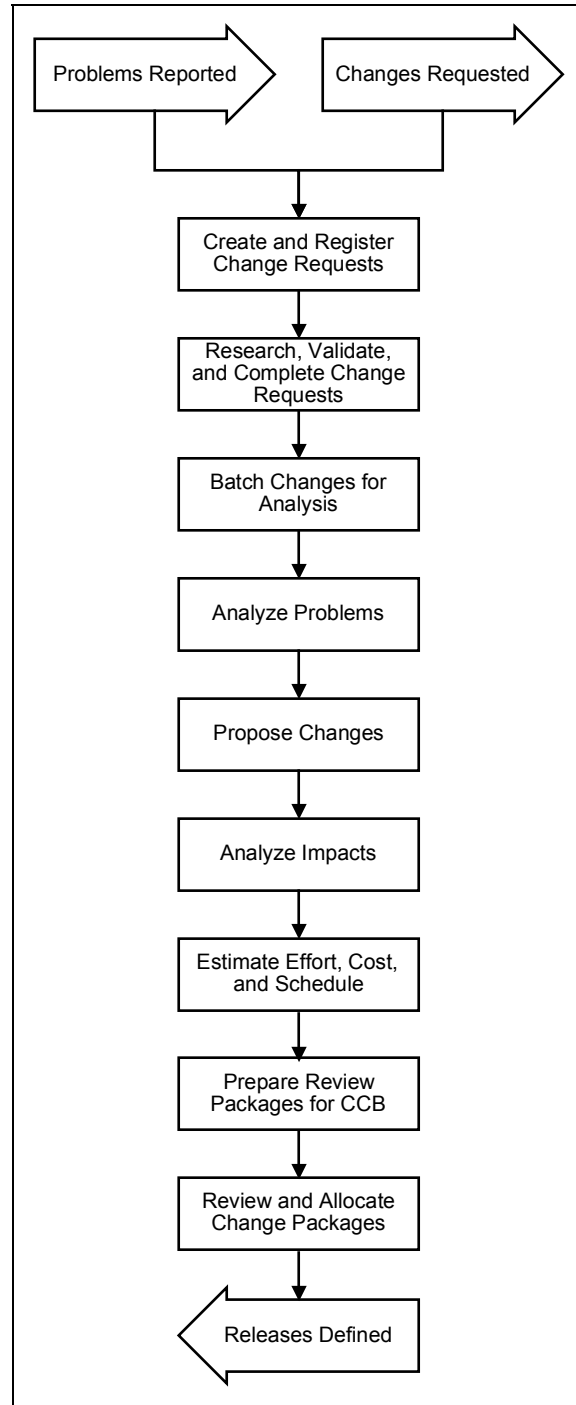 Problems Reported
Changes Requested
Create and Register
Change Requests
Research, Validate,
and Complete Change
Requests
Batch Changes for
Analysis
Analyze Problems
Propose Changes
Analyze Impacts
Estimate Effort, Cost,
and Schedule
Prepare Review
Packages for CCB
Review and Allocate
Change Packages
Releases Defined